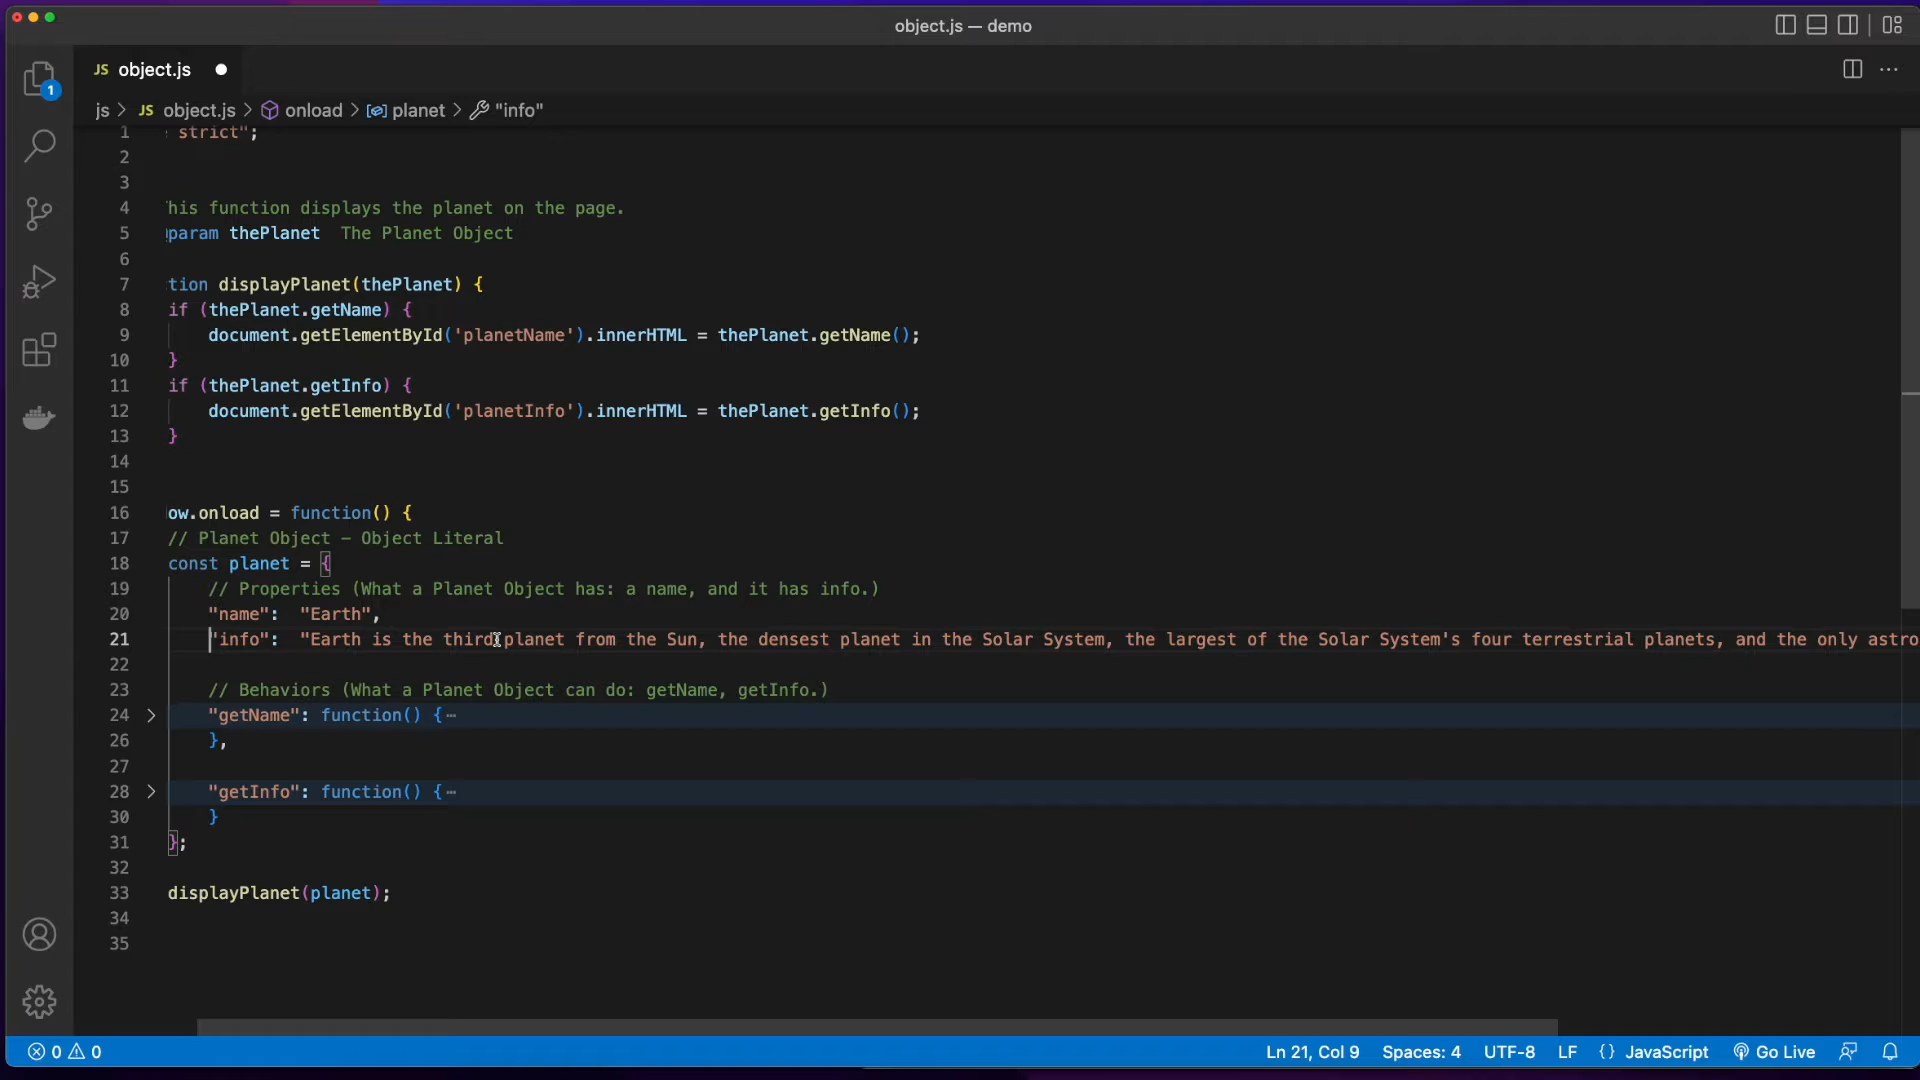 object.js — demo
JS object.js
1
js > JS object.js > onload > planet > "info"
1 strict";
2
3
4 his function displays the planet on the page.
5 param thePlanet The Planet Object
6
7 tion displayPlanet(thePlanet) {
8 if (thePlanet.getName) {
9 document.getElementById('planetName').innerHTML = thePlanet.getName();
10 }
11 if (thePlanet.getInfo) {
12 document.getElementById('planetInfo').innerHTML = thePlanet.getInfo();
13 }
14
15
16 ow.onload = function() {
17 // Planet Object – Object Literal
18 const planet = {
19 // Properties (What a Planet Object has: a name, and it has info.)
20 "name": "Earth",
21 "info": "Earth is the third planet from the Sun, the densest planet in the Solar System, the largest of the Solar System's four terrestrial planets, and the only astro
22
23 // Behaviors (What a Planet Object can do: getName, getInfo.)
24 > "getName": function() {⋯
26 },
27
28 > "getInfo": function() {⋯
30 }
31 };
32
33 displayPlanet(planet);
34
35
0 0 Ln 21, Col 9 Spaces: 4 UTF-8 LF {} JavaScript Go Live